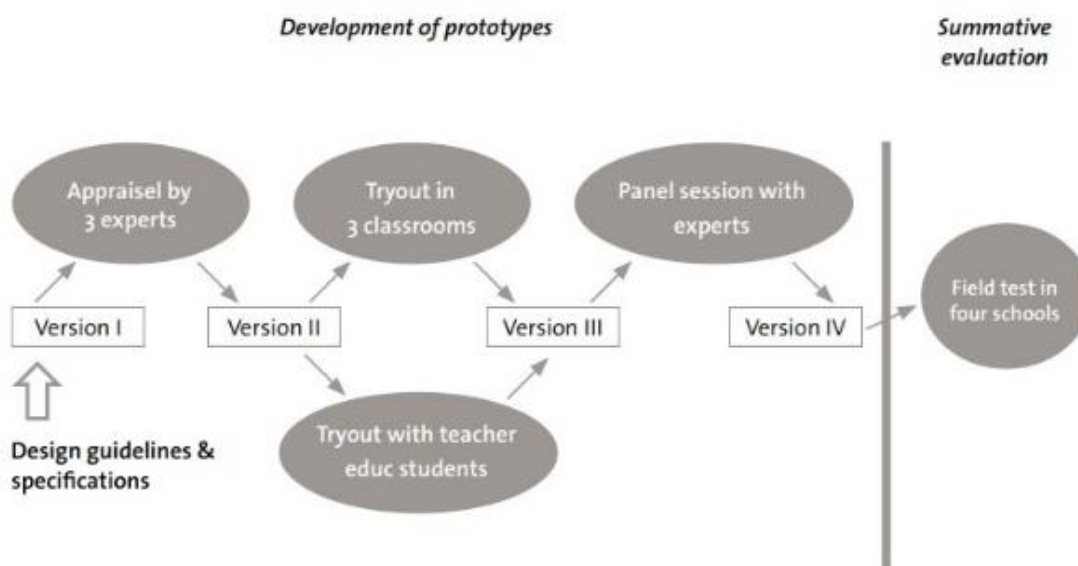 Development of prototypes
Summative
evaluation
Appraisel by
3 experts
Tryout in
3 classrooms
Panel session with
experts
Field test in
four schools
Version I
Version II
Version III
Version IV
Design guidelines &
specifications
Tryout with teacher
educ students